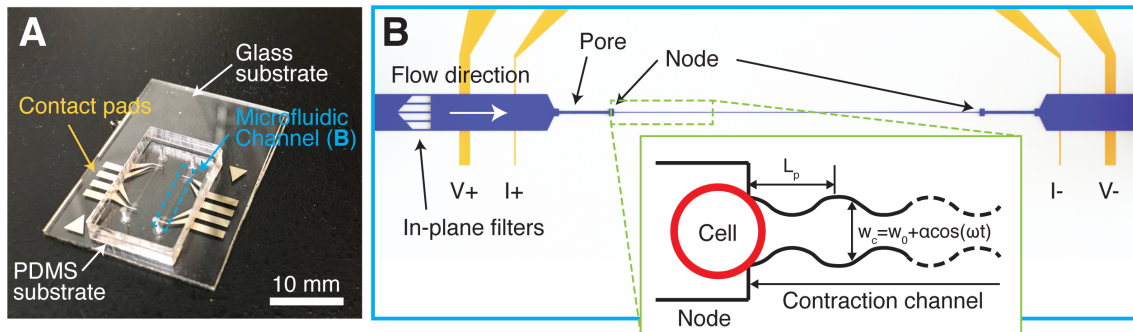 A
Glass
substrate
Contact pads
Microfluidic
Channel (B)
PDMS
substrate
10 mm
B
Pore
Node
Flow direction
V+
I+
I-
V-
In-plane filters
Lₚ
Cell
w_c=w₀+αcos(ωt)
Contraction channel
Node